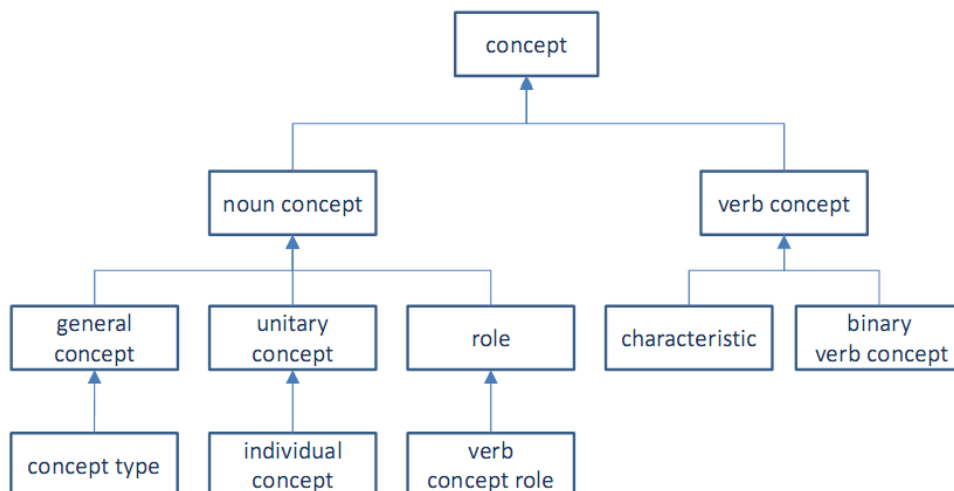 concept
noun concept
verb concept
general
concept
unitary
concept
role
characteristic
binary
verb concept
concept type
individual
concept
verb
concept role